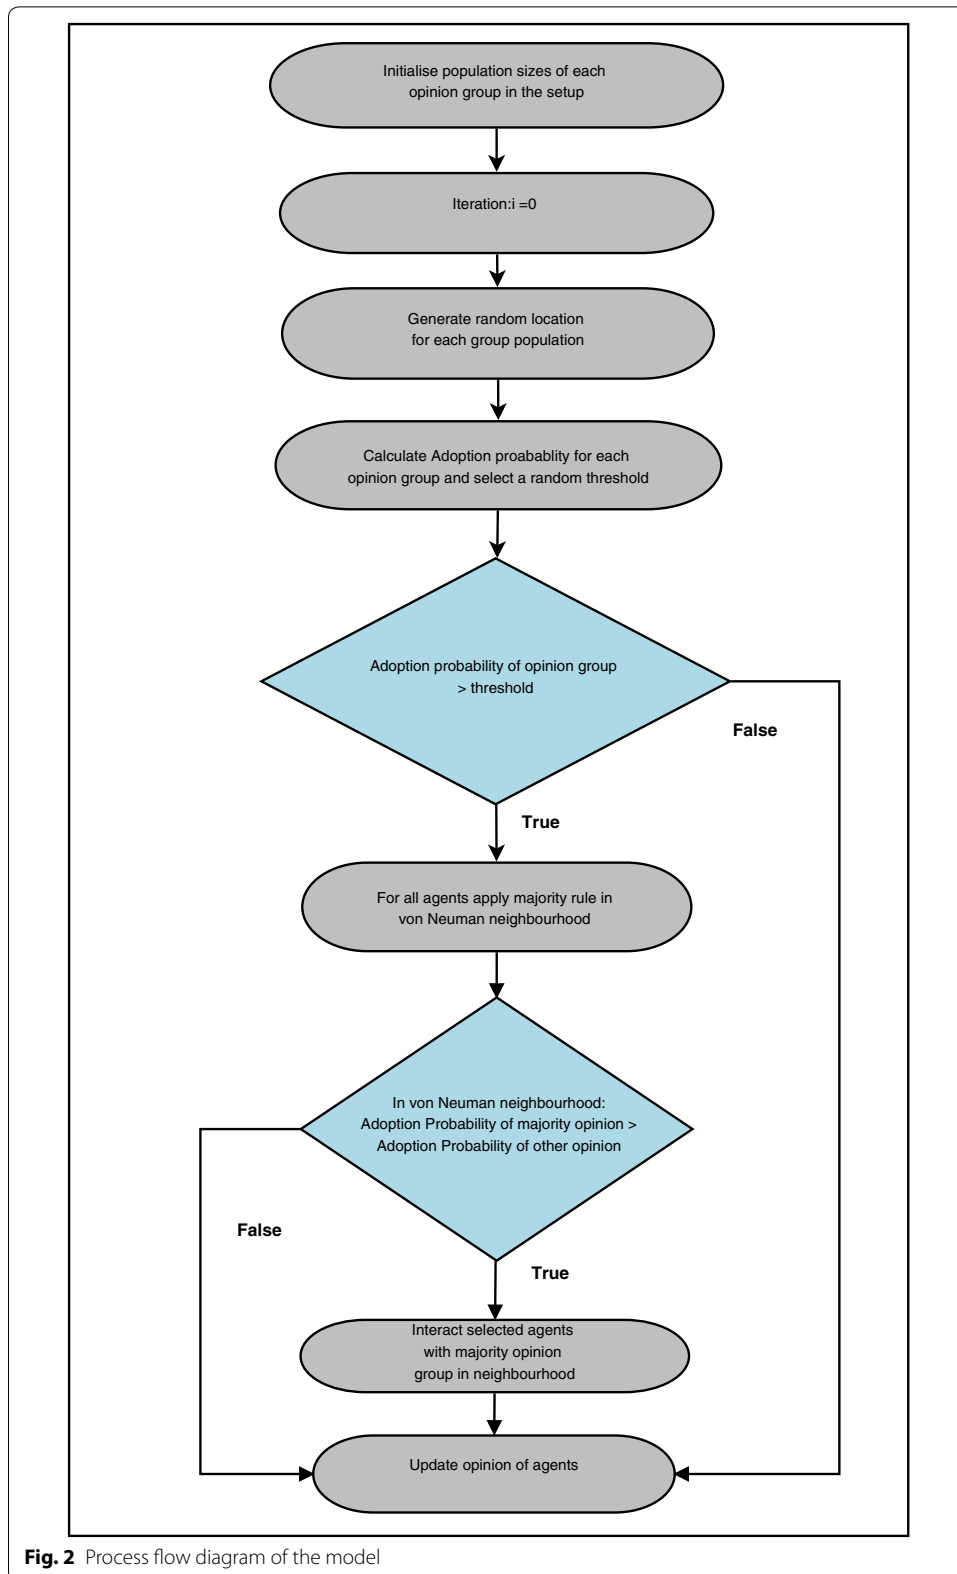 Initialise population sizes of each
opinion group in the setup
Iteration:i =0
Generate random location
for each group population
Calculate Adoption proabablity for each
opinion group and select a random threshold
Adoption probability of opinion group
> threshold
False
True
For all agents apply majority rule in
von Neuman neighbourhood
In von Neuman neighbourhood:
Adoption Probability of majority opinion >
Adoption Probability of other opinion
False
True
Interact selected agents
with majority opinion
group in neighbourhood
Update opinion of agents
Fig. 2 Process flow diagram of the model